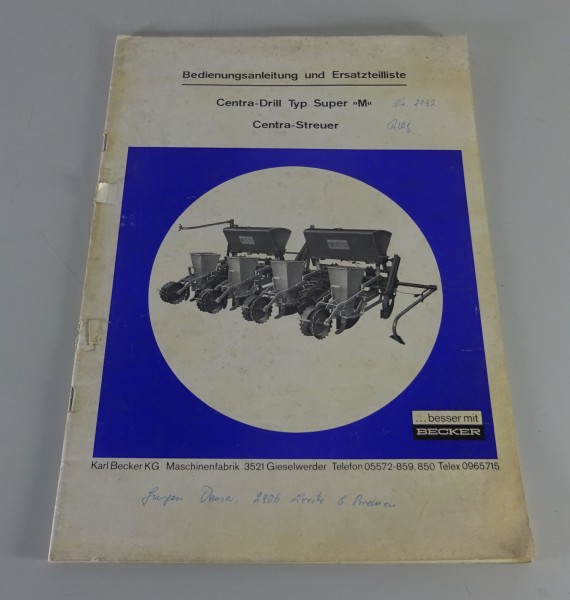 Bedienungsanleitung und Ersatzteilliste
Centra-Drill Typ Super »M«
Centra-Streuer
...besser mit
BECKER
Karl Becker KG Maschinenfabrik 3521 Gieselwerder Telefon 05572-859, 850 Telex 0965715